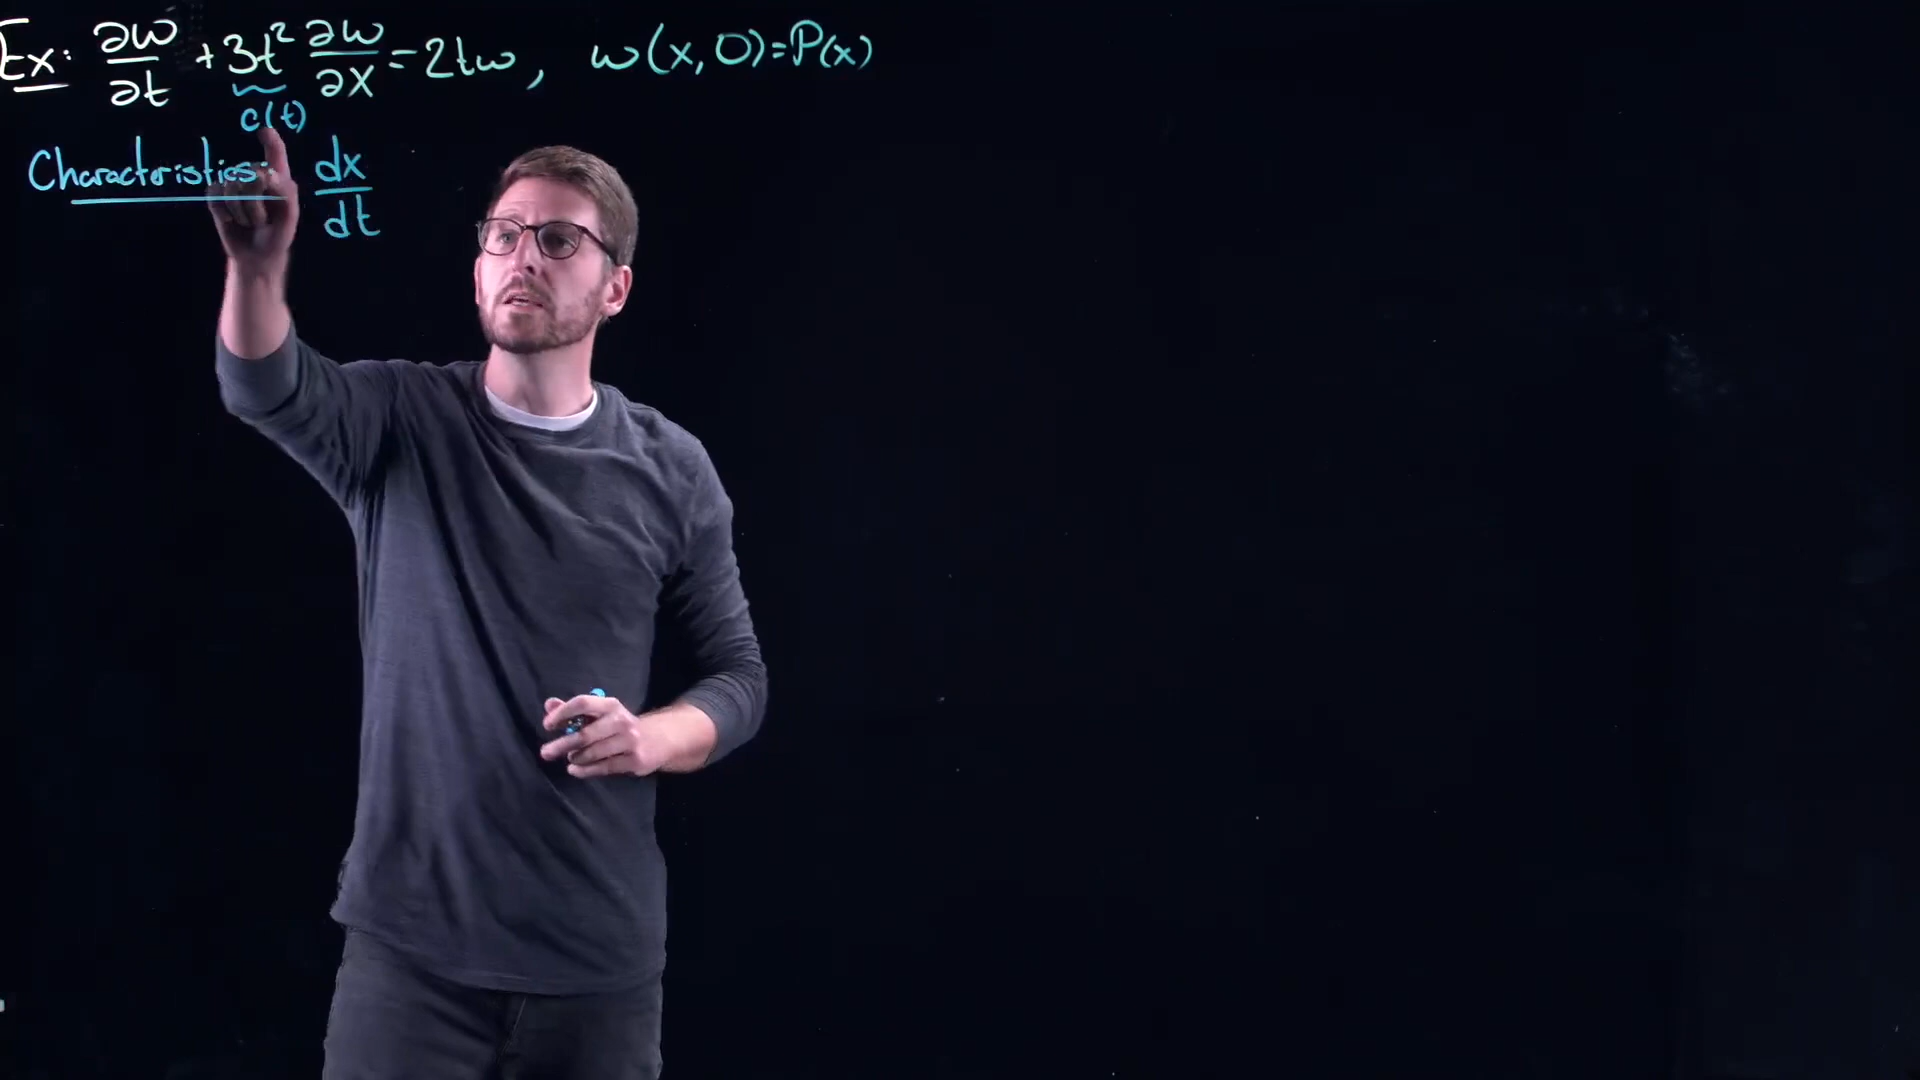 Ex: ∂w/∂t + 3t² ∂w/∂x = 2tw, w(x,0)=P(x)
c(t)
Characteristics: dx/dt